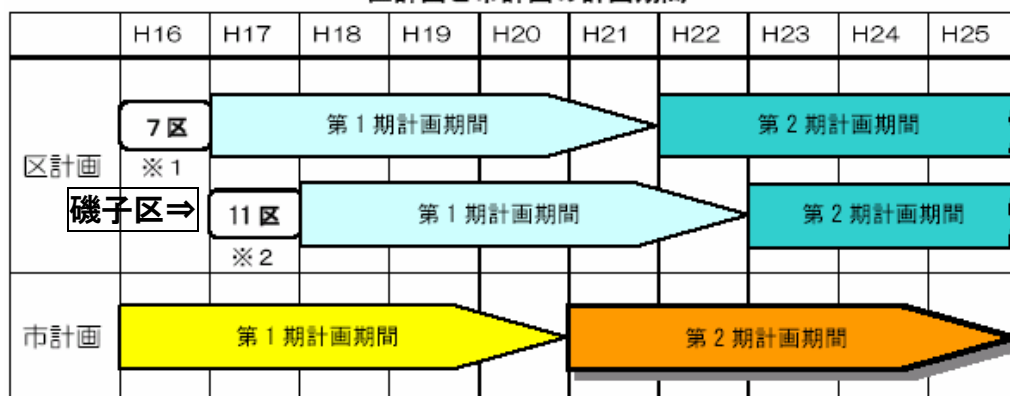 H16 H17 H18 H19 H20 H21 H22 H23 H24 H25
区計画
7区
※1
第1期計画期間
第2期計画期間
磯子区⇒
11区
※2
第1期計画期間
第2期計画期間
市計画
第1期計画期間
第2期計画期間